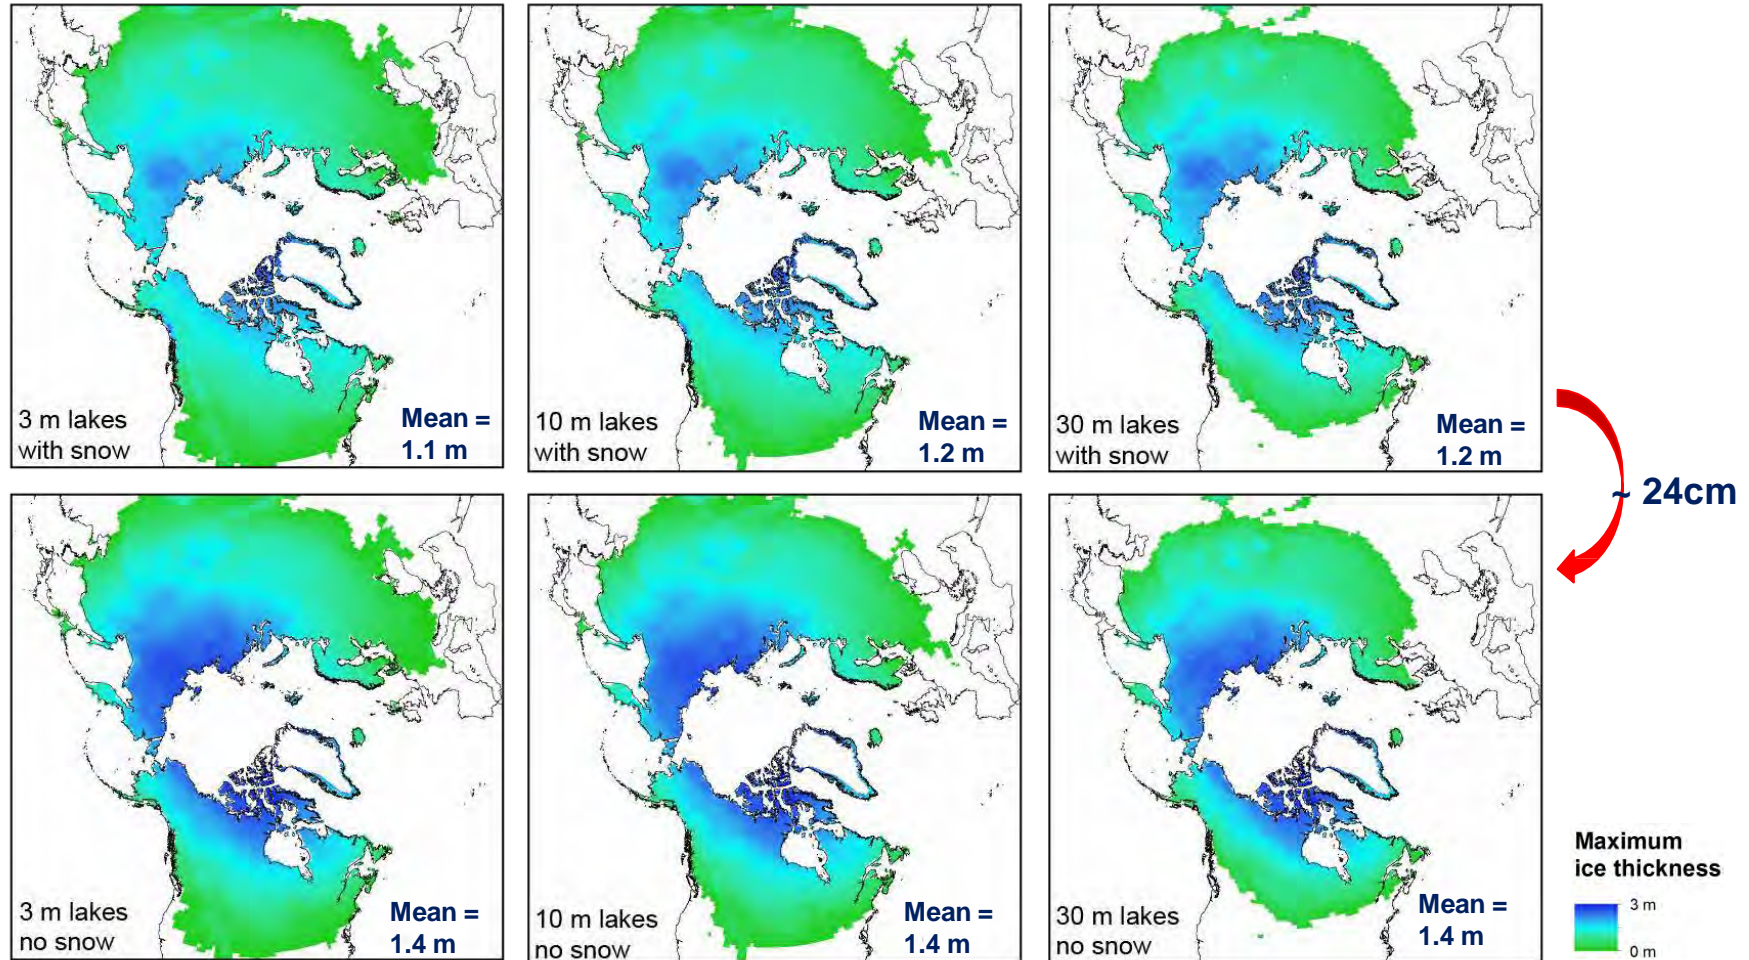 3 m lakes
with snow
Mean =
1.1 m
10 m lakes
with snow
Mean =
1.2 m
30 m lakes
with snow
Mean =
1.2 m
~ 24cm
3 m lakes
no snow
Mean =
1.4 m
10 m lakes
no snow
Mean =
1.4 m
30 m lakes
no snow
Mean =
1.4 m
Maximum
ice thickness
3 m
0 m